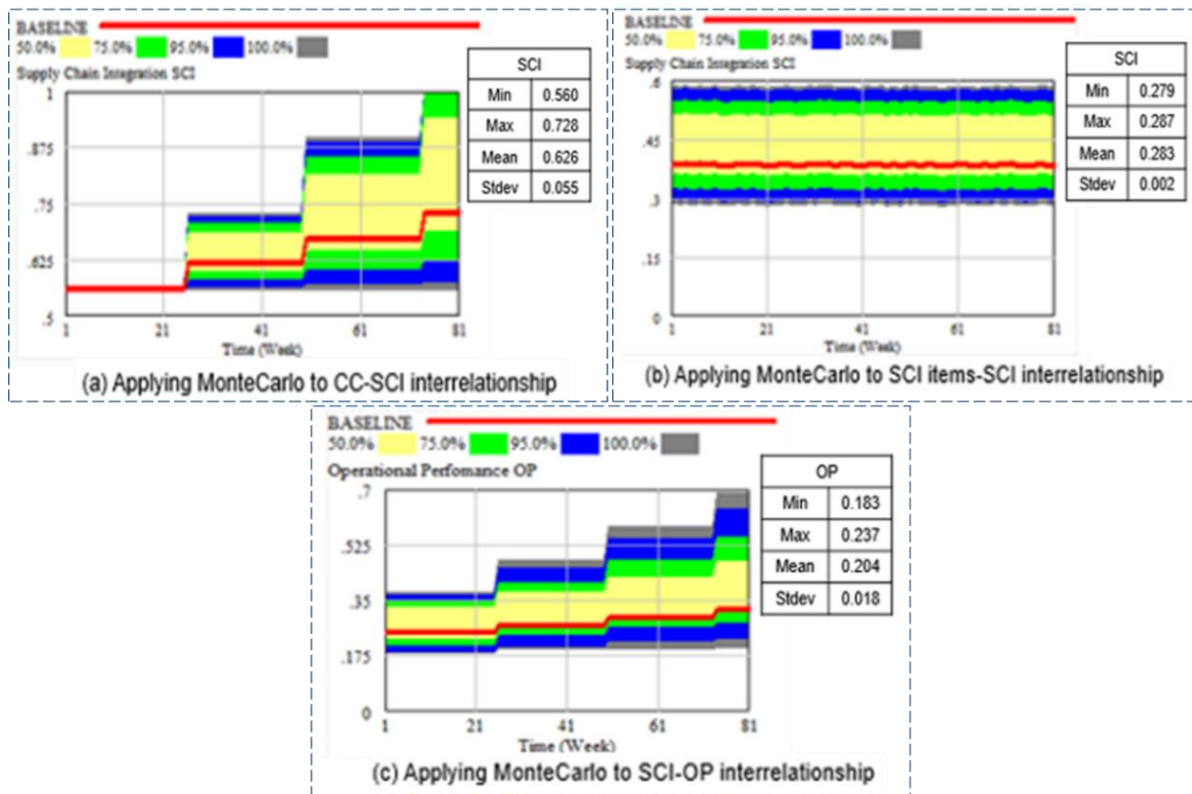 BASELINE
50.0% 75.0% 95.0% 100.0%
Supply Chain Integration SCI
1
.875
.75
.625
.5
1 21 41 61 81
Time (Week)
SCI
Min 0.560
Max 0.728
Mean 0.626
Stdev 0.055
(a) Applying MonteCarlo to CC-SCI interrelationship
BASELINE
50.0% 75.0% 95.0% 100.0%
Supply Chain Integration SCI
.6
.45
.3
.15
0
1 21 41 61 81
Time (Week)
SCI
Min 0.279
Max 0.287
Mean 0.283
Stdev 0.002
(b) Applying MonteCarlo to SCI items-SCI interrelationship
BASELINE
50.0% 75.0% 95.0% 100.0%
Operational Perfomance OP
.7
.525
.35
.175
0
1 21 41 61 81
Time (Week)
OP
Min 0.183
Max 0.237
Mean 0.204
Stdev 0.018
(c) Applying MonteCarlo to SCI-OP interrelationship